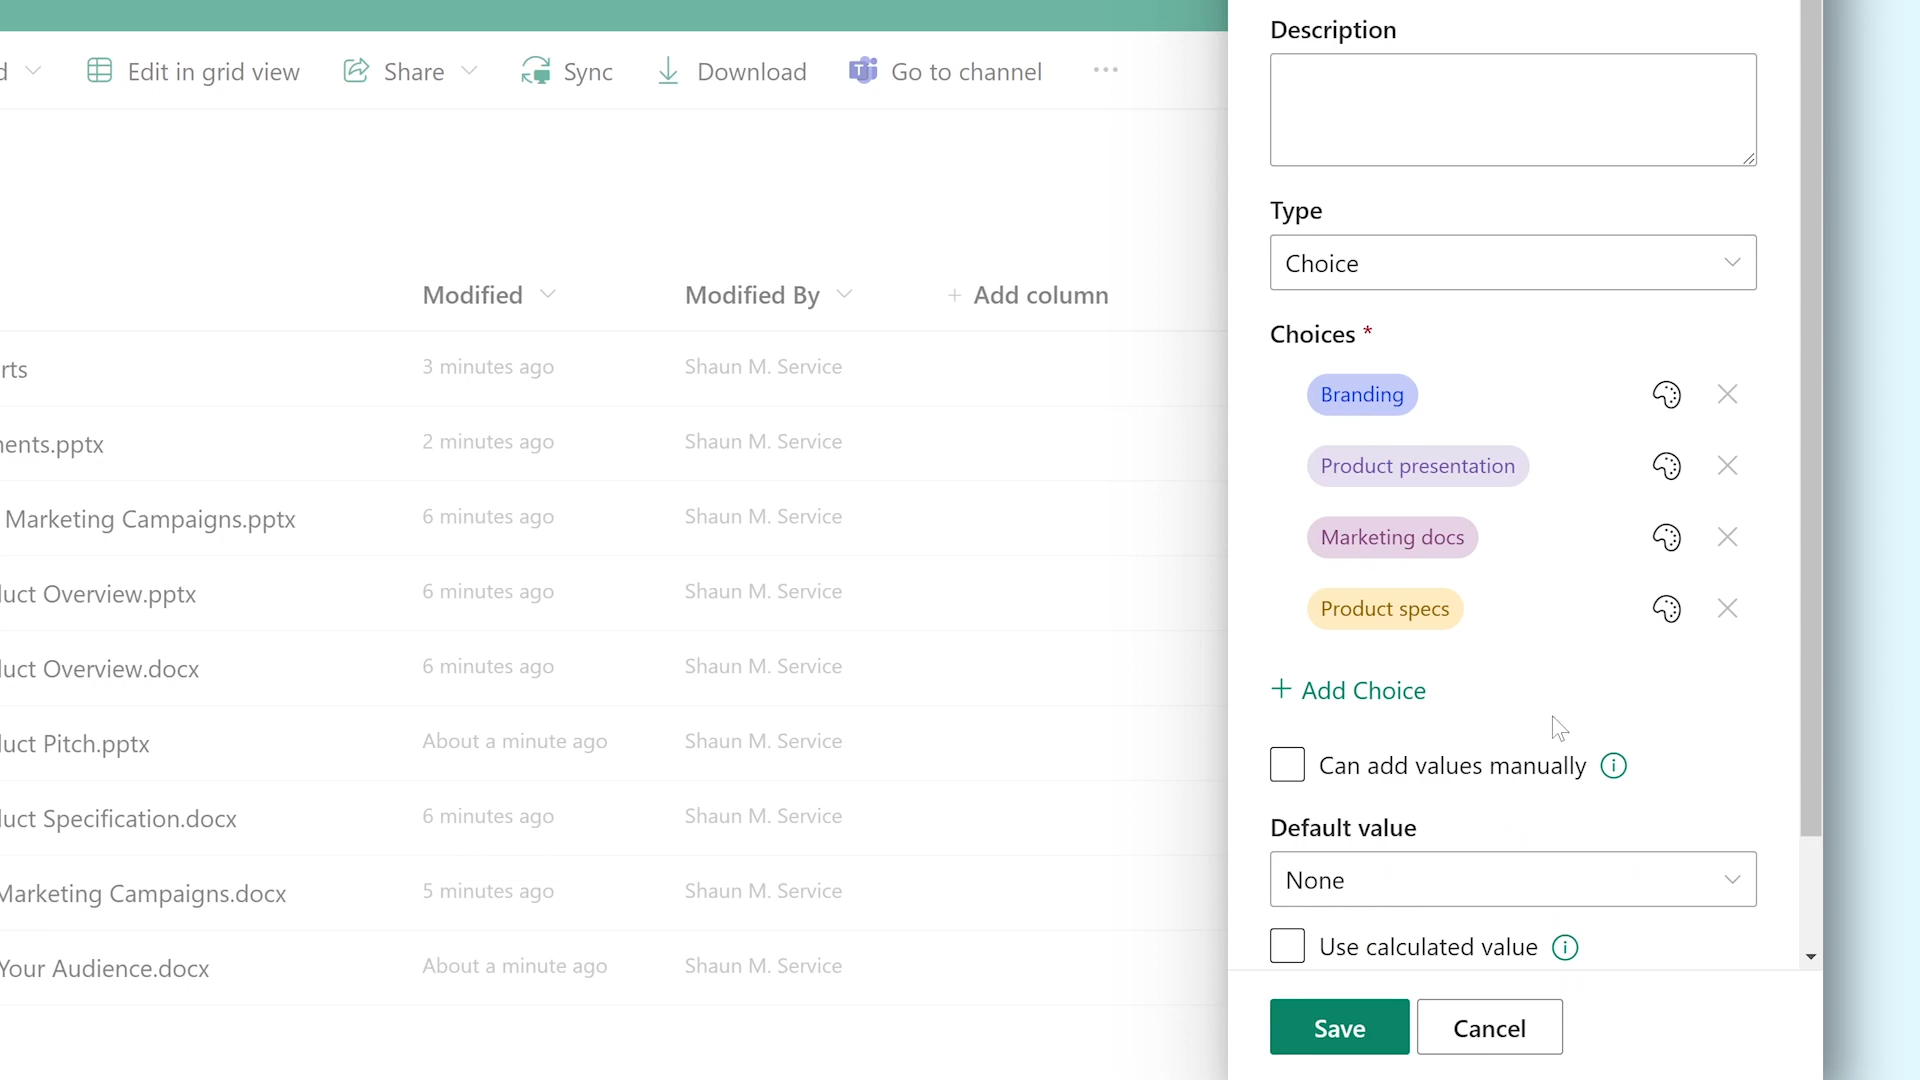 Edit in grid view
Share
Sync
Download
Go to channel
Modified
Modified By
+ Add column
rts
3 minutes ago
Shaun M. Service
ents.pptx
2 minutes ago
Shaun M. Service
Marketing Campaigns.pptx
6 minutes ago
Shaun M. Service
uct Overview.pptx
6 minutes ago
Shaun M. Service
uct Overview.docx
6 minutes ago
Shaun M. Service
uct Pitch.pptx
About a minute ago
Shaun M. Service
uct Specification.docx
6 minutes ago
Shaun M. Service
Marketing Campaigns.docx
5 minutes ago
Shaun M. Service
Your Audience.docx
About a minute ago
Shaun M. Service
Description
Type
Choice
Choices *
Branding
Product presentation
Marketing docs
Product specs
+ Add Choice
Can add values manually
Default value
None
Use calculated value
Save
Cancel